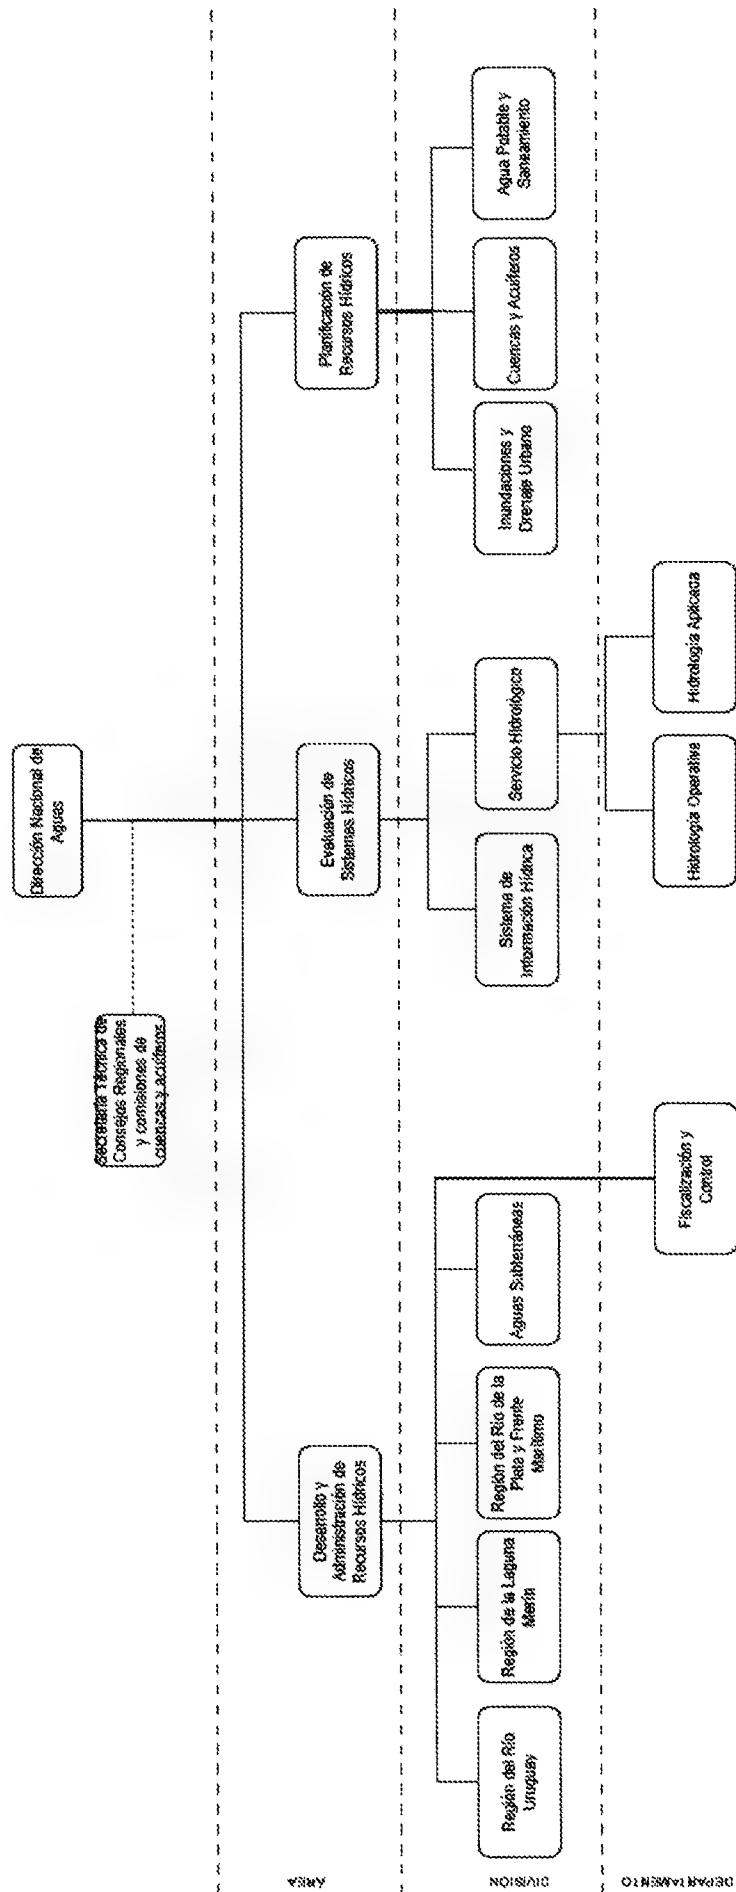 Dirección Nacional de
Aguas
Secretaría Técnica de
Consejos Regionales
y comisiones de
cuencas y acuíferos
ÁREA
Desarrollo y
Administración de
Recursos Hídricos
Evaluación de
Sistemas Hídricos
Planificación de
Recursos Hídricos
DIVISIÓN
Región del Río
Uruguay
Región de la Laguna
Merín
Región del Río de la
Plata y Frente
Marítimo
Aguas Subterráneas
Sistema de
Información Hídrica
Servicio Hidrológico
Inundaciones y
Drenaje Urbano
Cuencas y Acuíferos
Agua Potable y
Saneamiento
DEPARTAMENTO
Fiscalización y
Control
Hidrología Operativa
Hidrología Aplicada